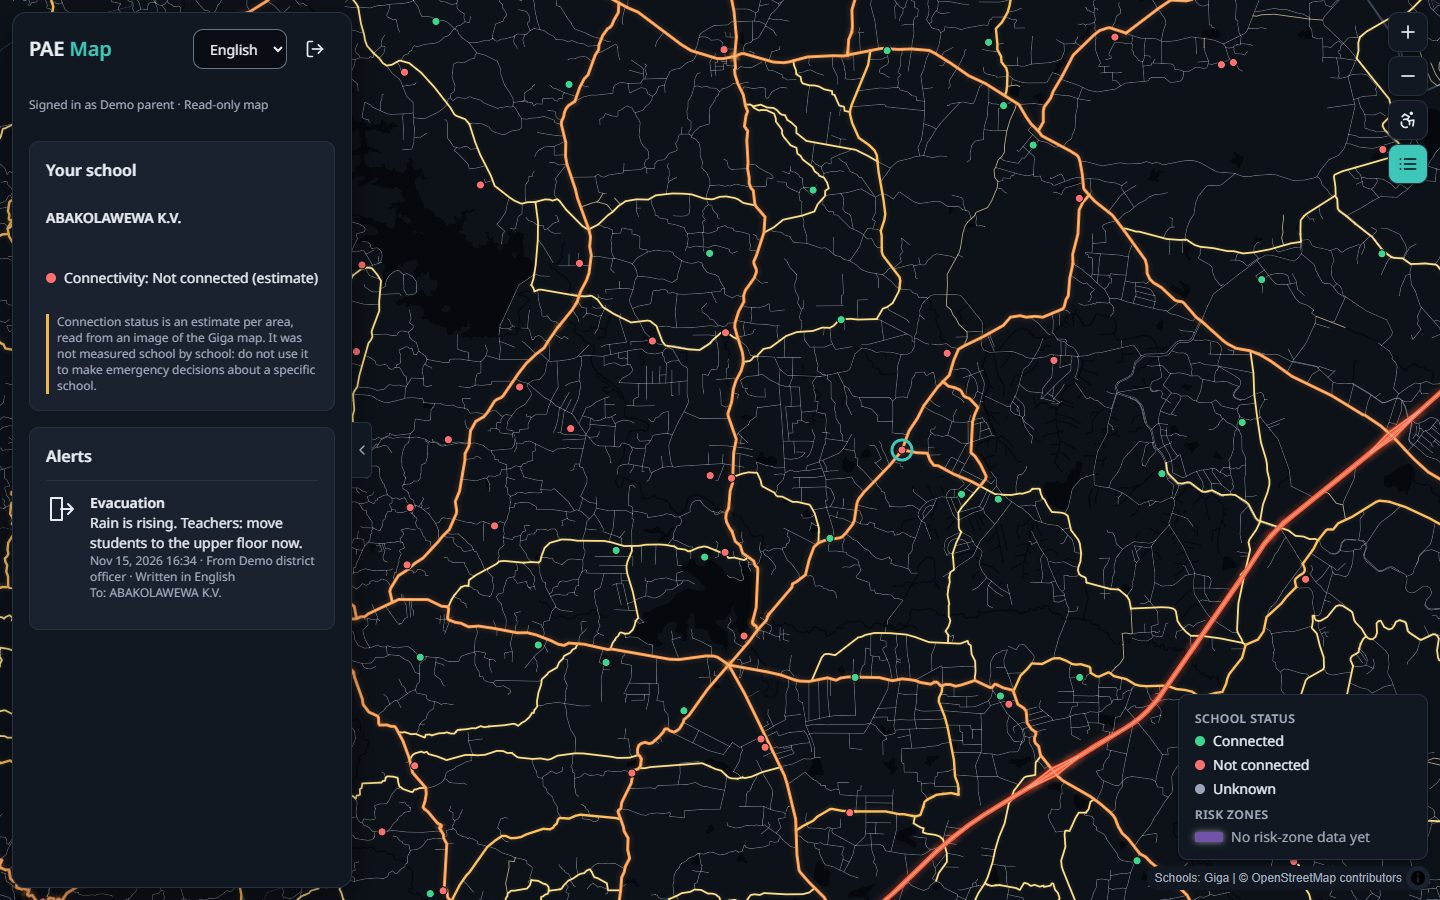 PAE Map
English
Signed in as Demo parent · Read-only map
Your school
ABAKOLAWEWA K.V.
Connectivity: Not connected (estimate)
Connection status is an estimate per area,
read from an image of the Giga map. It was
not measured school by school: do not use it
to make emergency decisions about a specific
school.
Alerts
Evacuation
Rain is rising. Teachers: move
students to the upper floor now.
Nov 15, 2026 16:34 · From Demo district
officer · Written in English
To: ABAKOLAWEWA K.V.
SCHOOL STATUS
Connected
Not connected
Unknown
RISK ZONES
No risk-zone data yet
Schools: Giga | © OpenStreetMap contributors